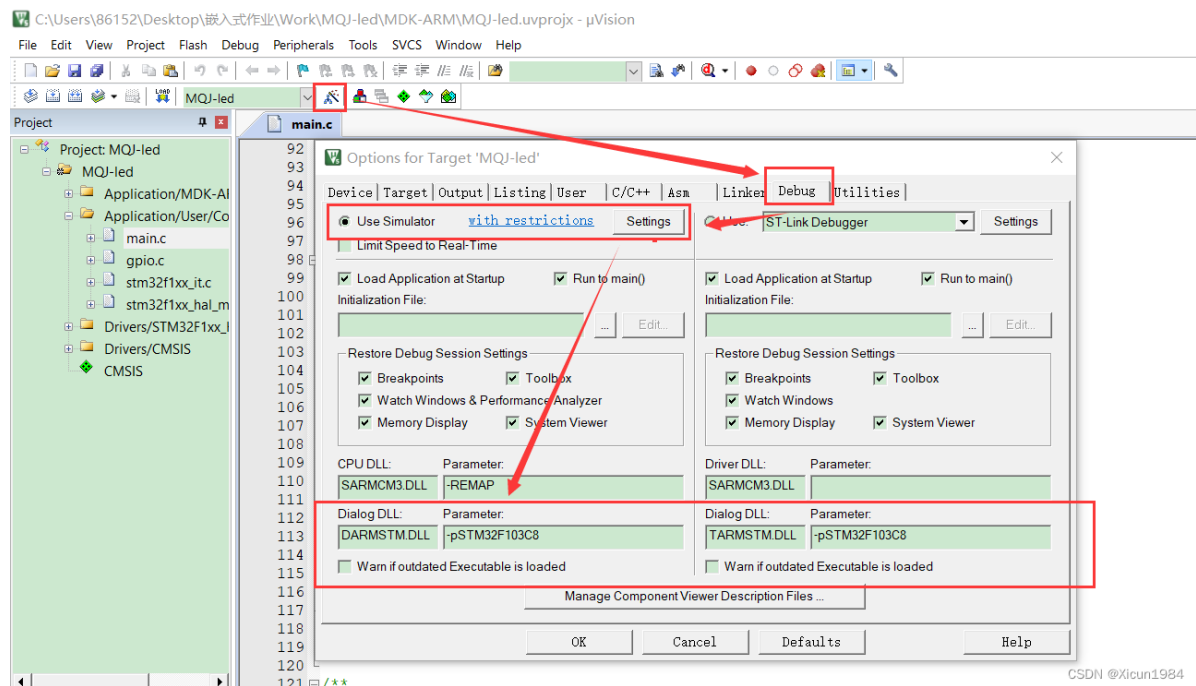 C:\Users\86152\Desktop\嵌入式作业\Work\MQJ-led\MDK-ARM\MQJ-led.uvprojx - µVision
File Edit View Project Flash Debug Peripherals Tools SVCS Window Help
LOAD MQJ-led
Project main.c
Project: MQJ-led
MQJ-led
Application/MDK-AI
Application/User/Co
main.c
gpio.c
stm32f1xx_it.c
stm32f1xx_hal_m
Drivers/STM32F1xx_
Drivers/CMSIS
CMSIS
92
93
94
95
96
97
98
99
100
101
102
103
104
105
106
107
108
109
110
111
112
113
114
115
116
117
118
119
120
121 /**
Options for Target 'MQJ-led'
Device Target Output Listing User C/C++ Asm Linker Debug Utilities
Use Simulator with restrictions Settings Use: ST-Link Debugger Settings
Limit Speed to Real-Time
Load Application at Startup Run to main() Load Application at Startup Run to main()
Initialization File: Initialization File:
... Edit... ... Edit...
Restore Debug Session Settings Restore Debug Session Settings
Breakpoints Toolbox Breakpoints Toolbox
Watch Windows & Performance Analyzer Watch Windows
Memory Display System Viewer Memory Display System Viewer
CPU DLL: Parameter: Driver DLL: Parameter:
SARMCM3.DLL -REMAP SARMCM3.DLL
Dialog DLL: Parameter: Dialog DLL: Parameter:
DARMSTM.DLL -pSTM32F103C8 TARMSTM.DLL -pSTM32F103C8
Warn if outdated Executable is loaded Warn if outdated Executable is loaded
Manage Component Viewer Description Files ...
OK Cancel Defaults Help
CSDN @Xicun1984